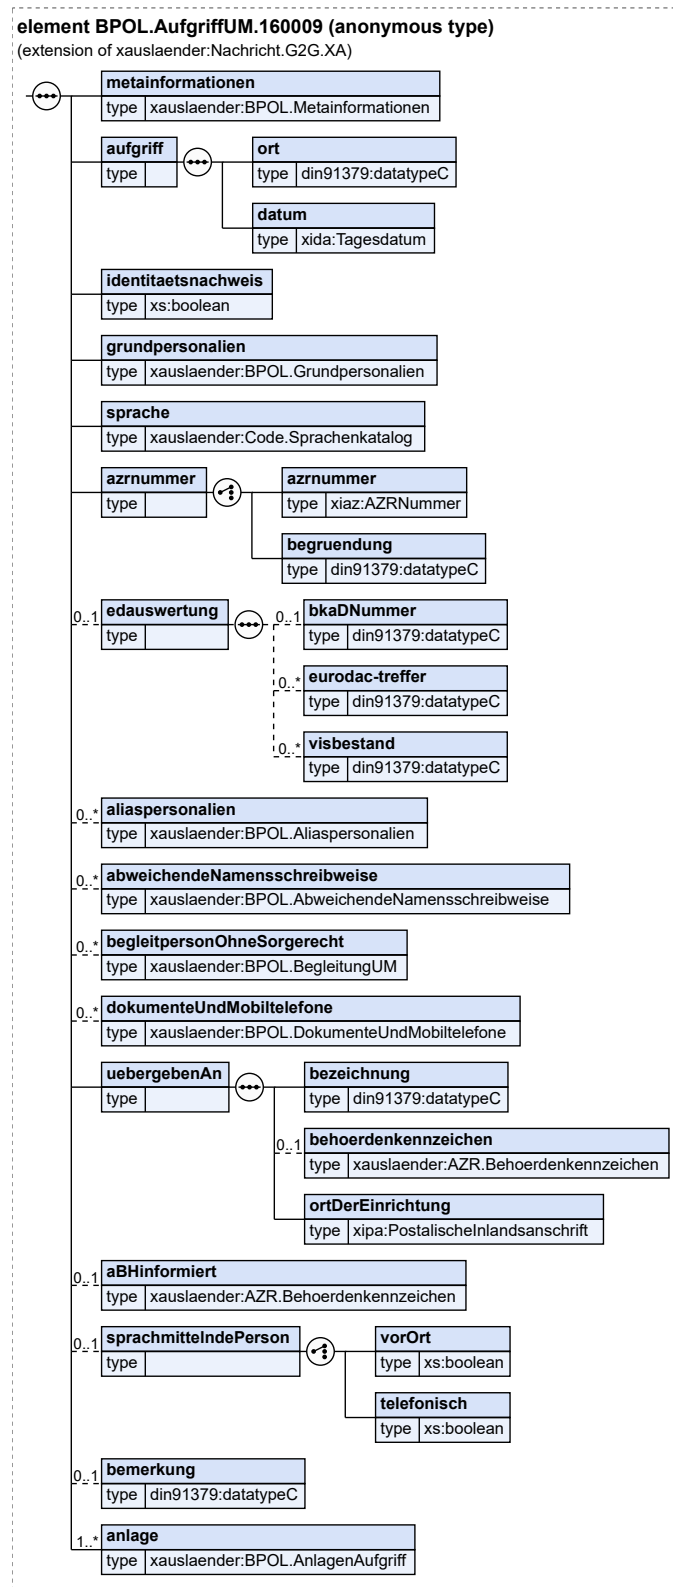 element BPOL.AufgriffUM.160009 (anonymous type)
(extension of xauslaender:Nachricht.G2G.XA)
metainformationen
type xauslaender:BPOL.Metainformationen
aufgriff
type
ort
type din91379:datatypeC
datum
type xida:Tagesdatum
identitaetsnachweis
type xs:boolean
grundpersonalien
type xauslaender:BPOL.Grundpersonalien
sprache
type xauslaender:Code.Sprachenkatalog
azrnummer
type
azrnummer
type xiaz:AZRNummer
begruendung
type din91379:datatypeC
0..1 edauswertung
type
0..1 bkaDNummer
type din91379:datatypeC
0..* eurodac-treffer
type din91379:datatypeC
0..* visbestand
type din91379:datatypeC
0..* aliaspersonalien
type xauslaender:BPOL.Aliaspersonalien
0..* abweichendeNamensschreibweise
type xauslaender:BPOL.AbweichendeNamensschreibweise
0..* begleitpersonOhneSorgerecht
type xauslaender:BPOL.BegleitungUM
0..* dokumenteUndMobiltelefone
type xauslaender:BPOL.DokumenteUndMobiltelefone
uebergebenAn
type
bezeichnung
type din91379:datatypeC
0..1 behoerdenkennzeichen
type xauslaender:AZR.Behoerdenkennzeichen
ortDerEinrichtung
type xipa:PostalischeInlandsanschrift
0..1 aBHinformiert
type xauslaender:AZR.Behoerdenkennzeichen
0..1 sprachmittelndePerson
type
vorOrt
type xs:boolean
telefonisch
type xs:boolean
0..1 bemerkung
type din91379:datatypeC
1..* anlage
type xauslaender:BPOL.AnlagenAufgriff